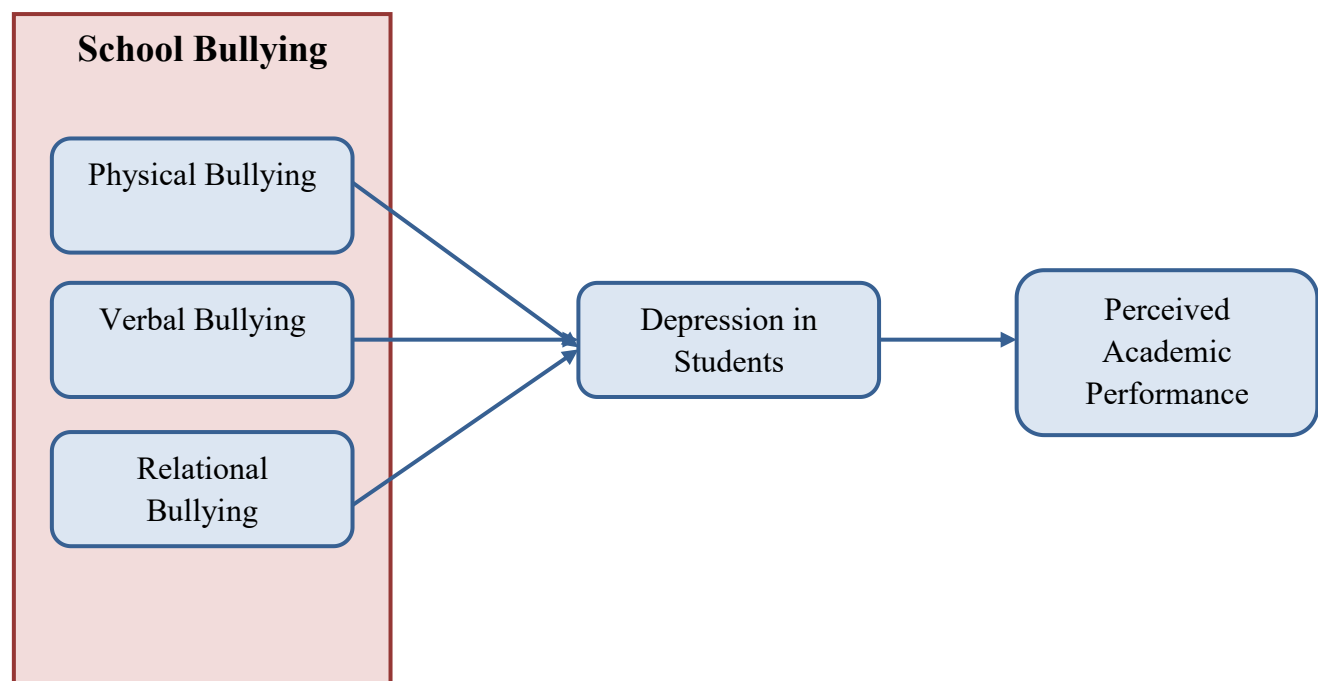 School Bullying
Physical Bullying
Verbal Bullying
Relational
Bullying
Depression in
Students
Perceived
Academic
Performance